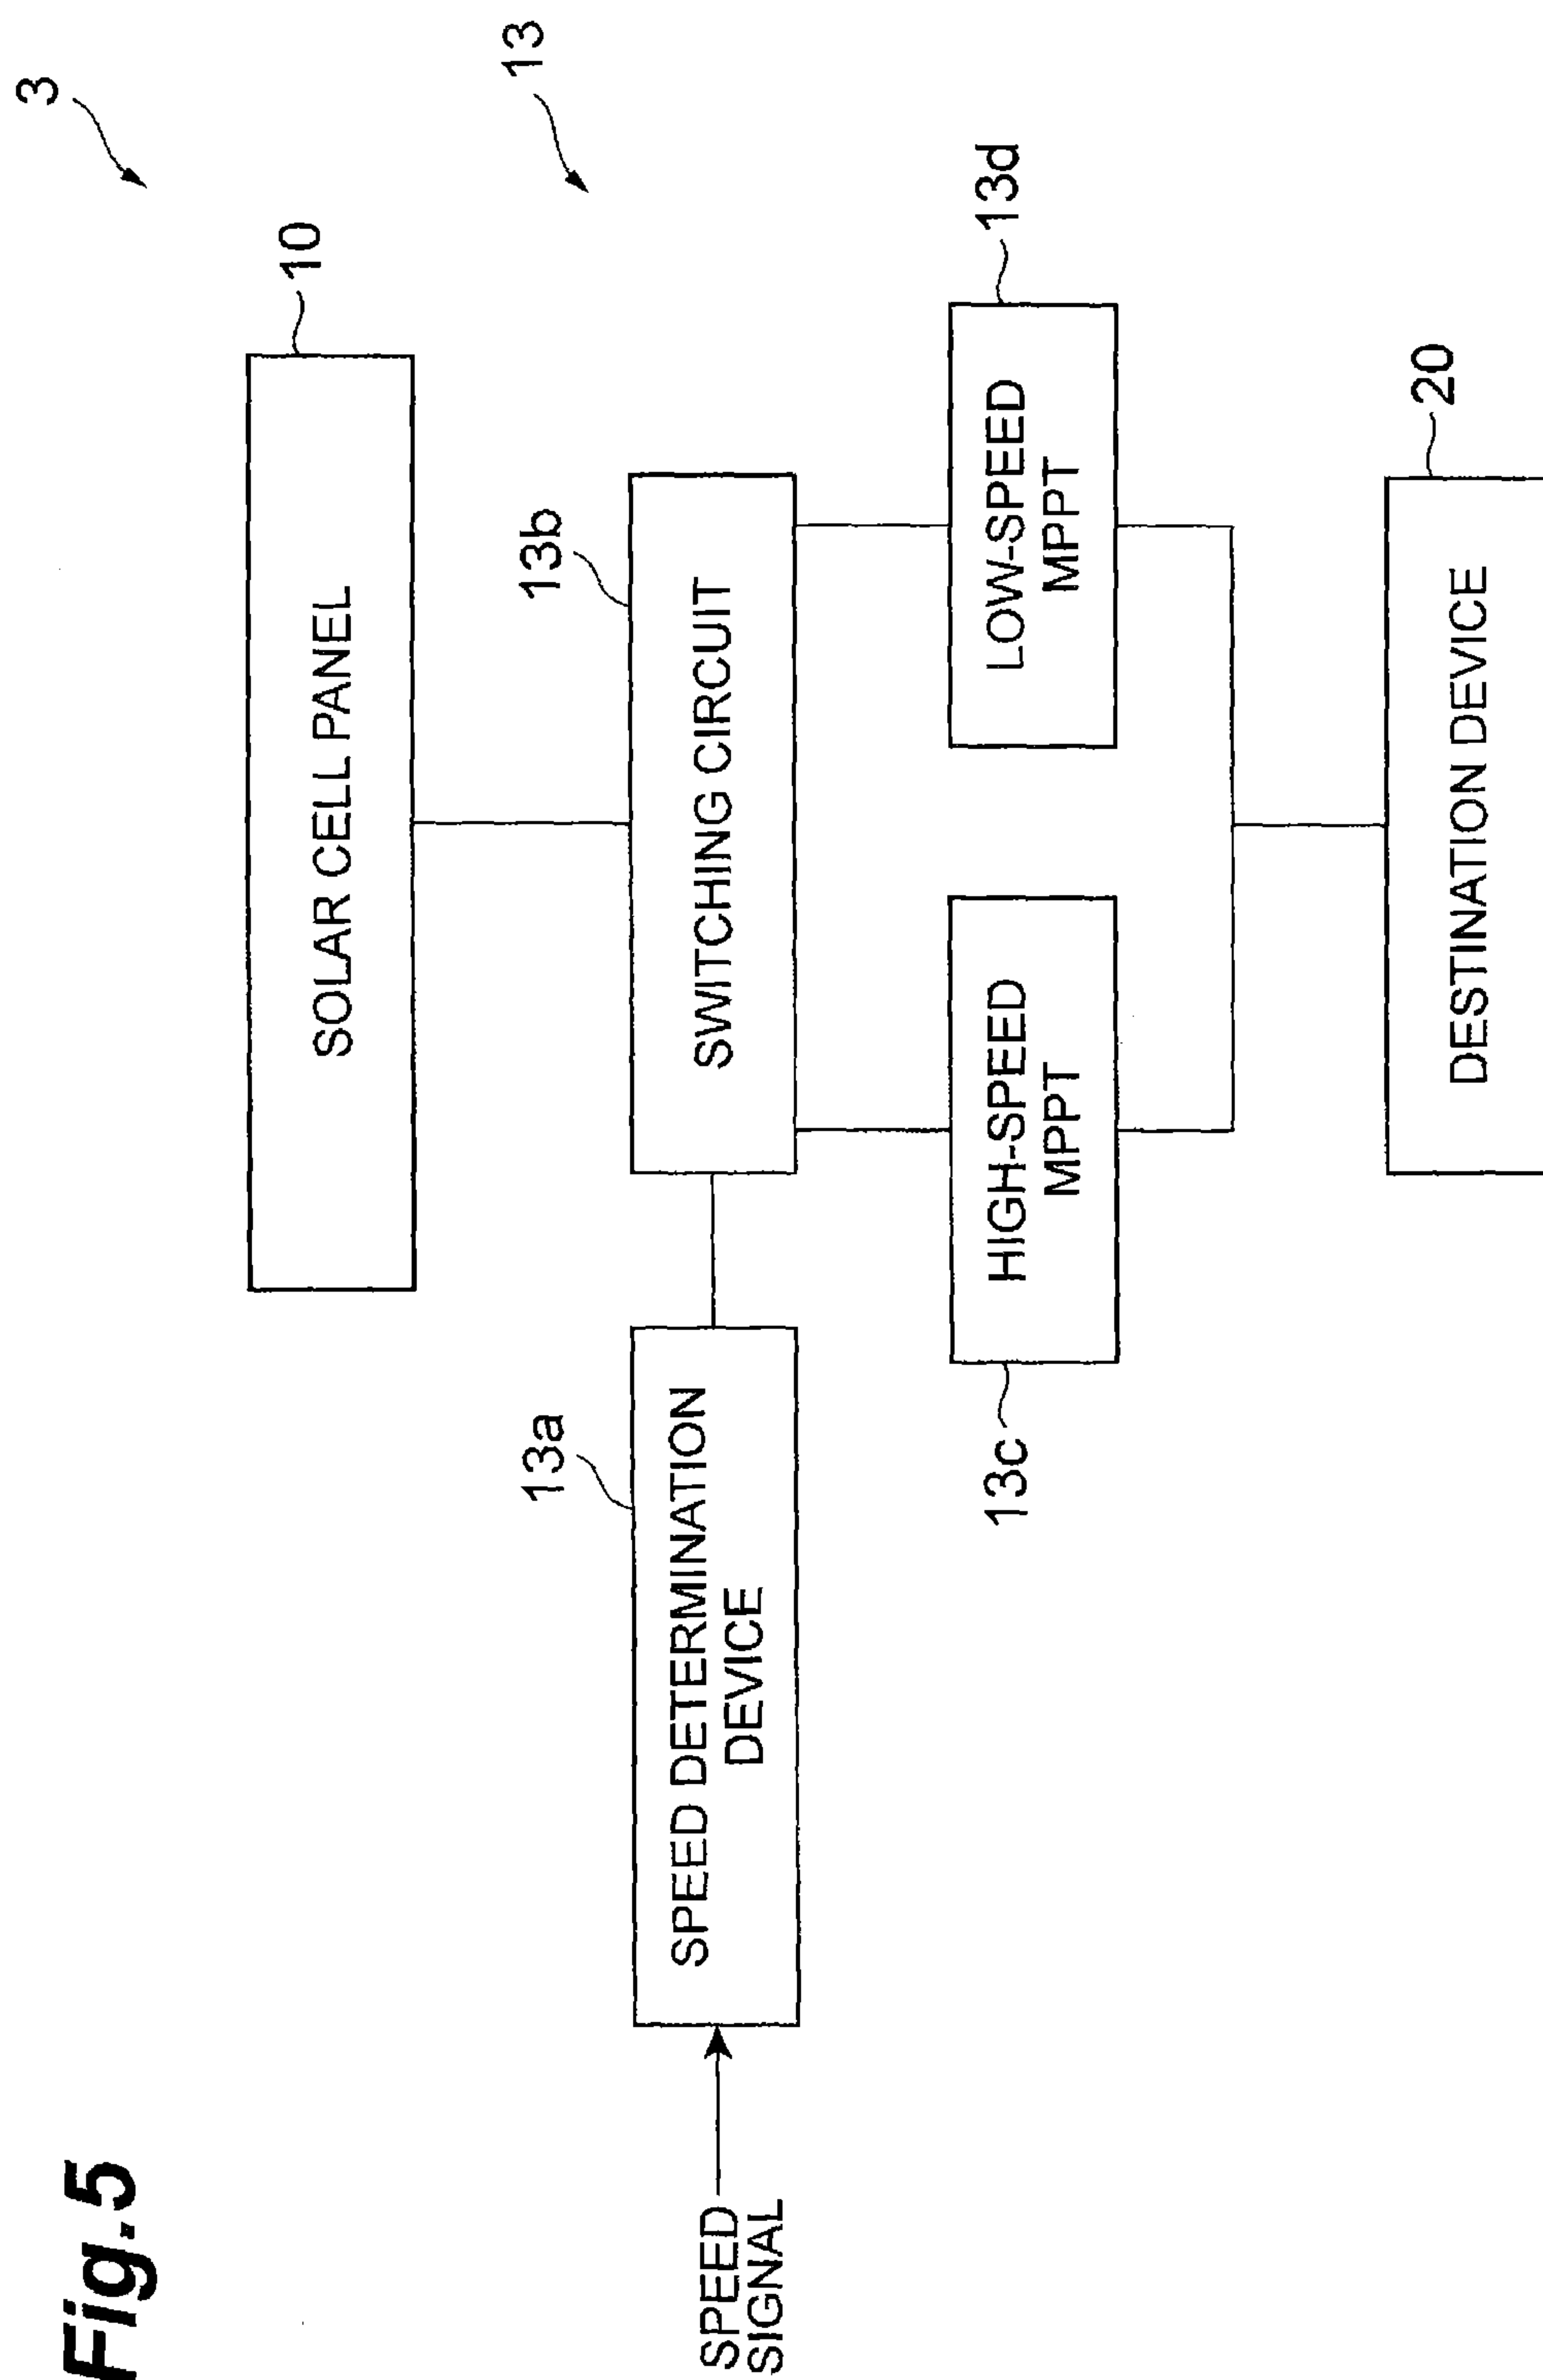 Fig.5
3
10
SOLAR CELL PANEL
13
13a
13b
SPEED
SIGNAL
SPEED DETERMINATION
DEVICE
SWITCHING CIRCUIT
13c
HIGH-SPEED
MPPT
LOW-SPEED
MPPT
13d
20
DESTINATION DEVICE